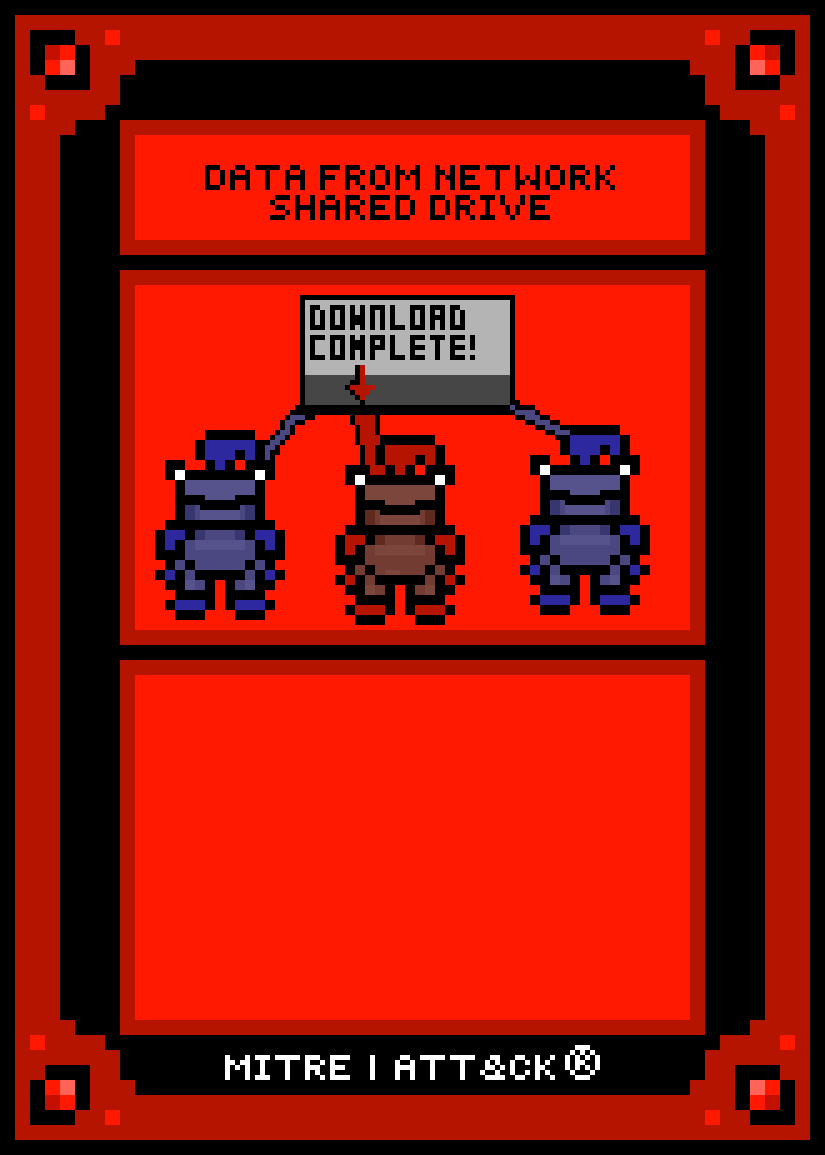 DATA FROM NETWORK
SHARED DRIVE
DOWNLOAD
COMPLETE!
MITRE | ATT&CK®